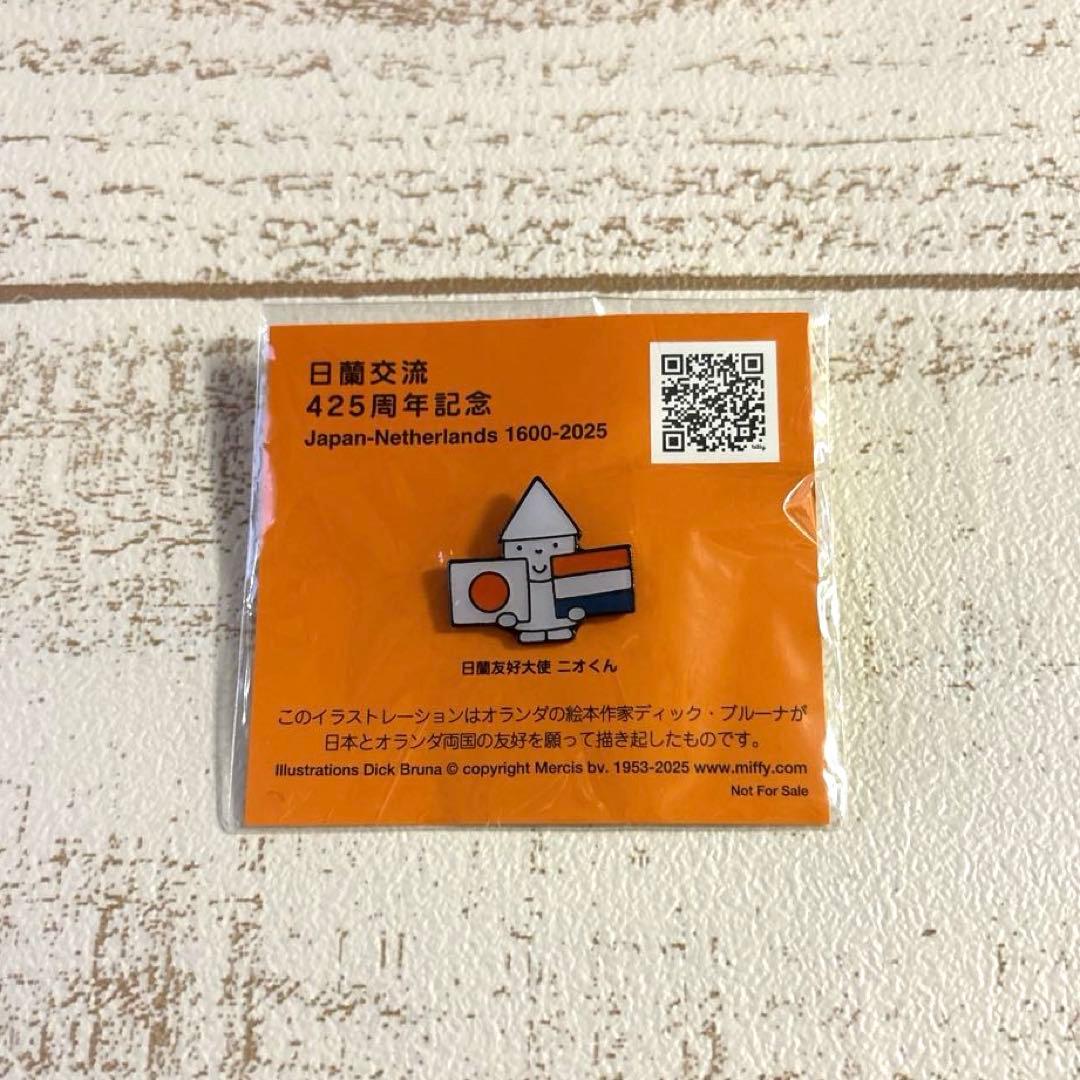 日蘭交流
425周年記念
Japan-Netherlands 1600-2025
日蘭友好大使 ニオくん
このイラストレーションはオランダの絵本作家ディック・ブルーナが
日本とオランダ両国の友好を願って描き起したものです。
Illustrations Dick Bruna © copyright Mercis bv. 1953-2025 www.miffy.com
Not For Sale